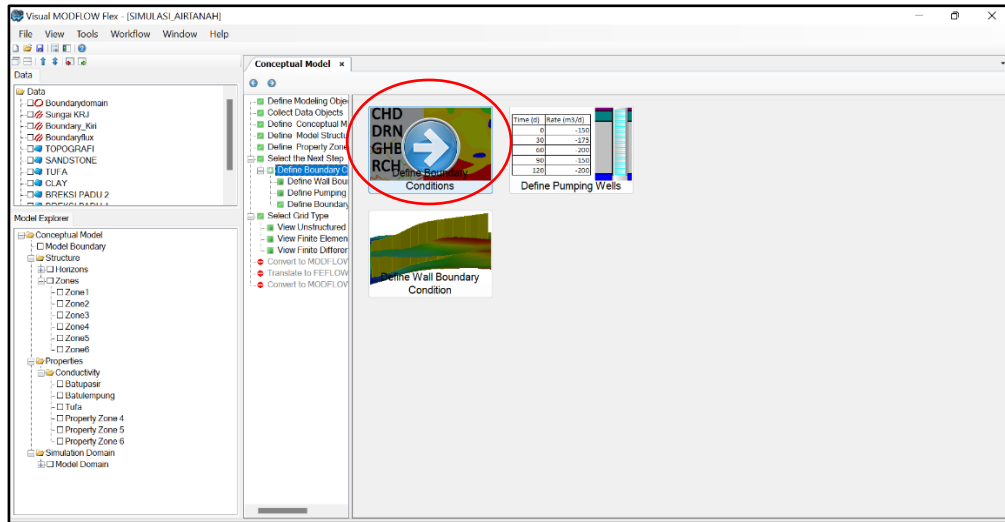 Visual MODFLOW Flex - [SIMULASI_AIRTANAH]
File View Tools Workflow Window Help
Data
Data
Boundarydomain
Sungai KRJ
Boundary_Kiri
Boundaryflux
TOPOGRAFI
SANDSTONE
TUFA
CLAY
BREKSI PADU 2
Model Explorer
Conceptual Model
Model Boundary
Structure
Horizons
Zones
Zone1
Zone2
Zone3
Zone4
Zone5
Zone6
Properties
Conductivity
Batupasir
Batulempung
Tufa
Property Zone 4
Property Zone 5
Property Zone 6
Simulation Domain
Model Domain
Conceptual Model ×
Define Modeling Obje
Collect Data Objects
Define Conceptual M
Define Model Structu
Define Property Zone
Select the Next Step
Define Boundary C
Define Wall Bou
Define Pumping
Define Boundary
Select Grid Type
View Unstructured
View Finite Elemen
View Finite Differer
Convert to MODFLOW
Translate to FEFLOW
Convert to MODFLOW
CHD
DRN
GHB
RCH
Define Boundary
Conditions
Time (d) Rate (m3/d)
0 -150
30 -175
60 -200
90 -150
120 -200
Define Pumping Wells
Define Wall Boundary
Condition